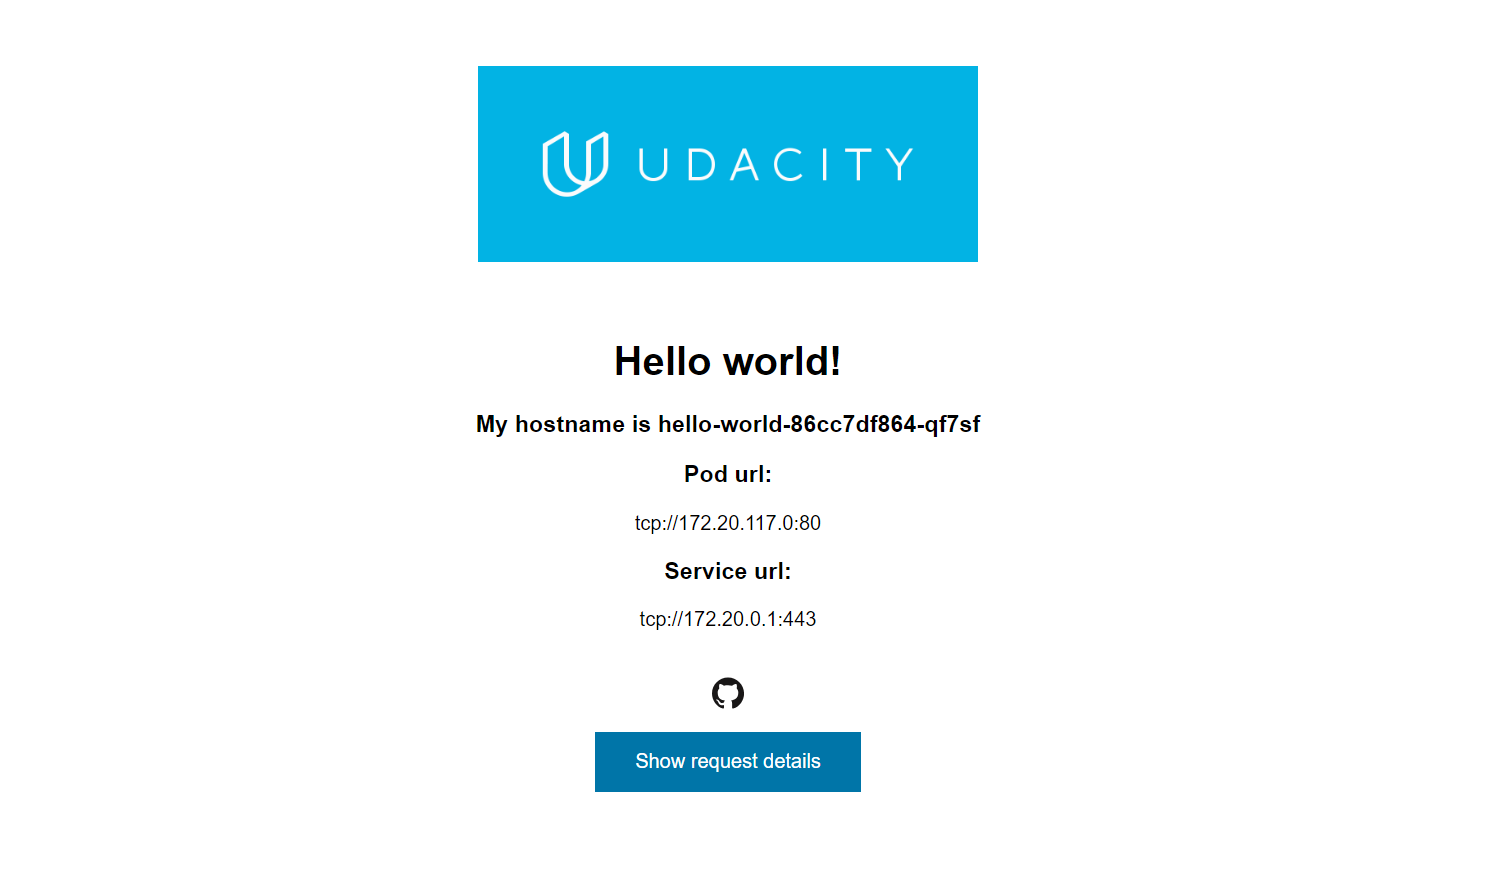 UDACITY
Hello world!
My hostname is hello-world-86cc7df864-qf7sf
Pod url:
tcp://172.20.117.0:80
Service url:
tcp://172.20.0.1:443
Show request details